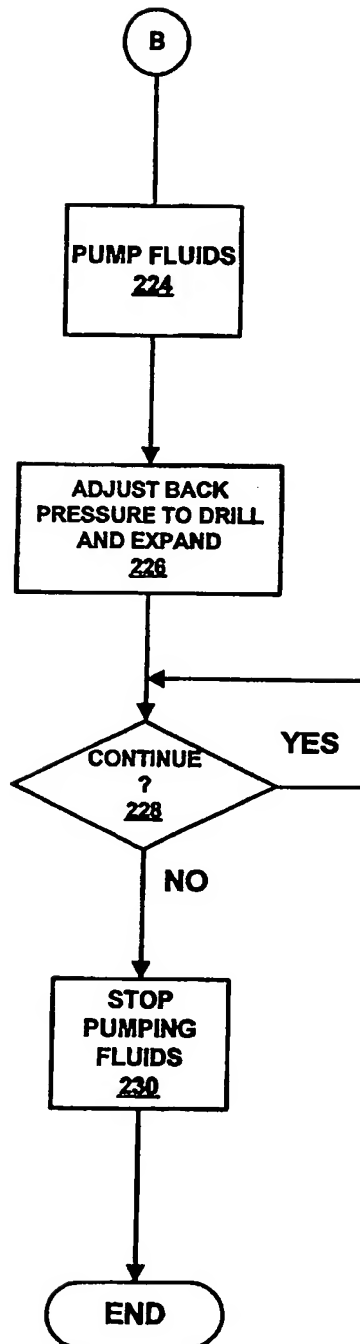 B
PUMP FLUIDS
224
ADJUST BACK
PRESSURE TO DRILL
AND EXPAND
226
CONTINUE
?
228
YES
NO
STOP
PUMPING
FLUIDS
230
END